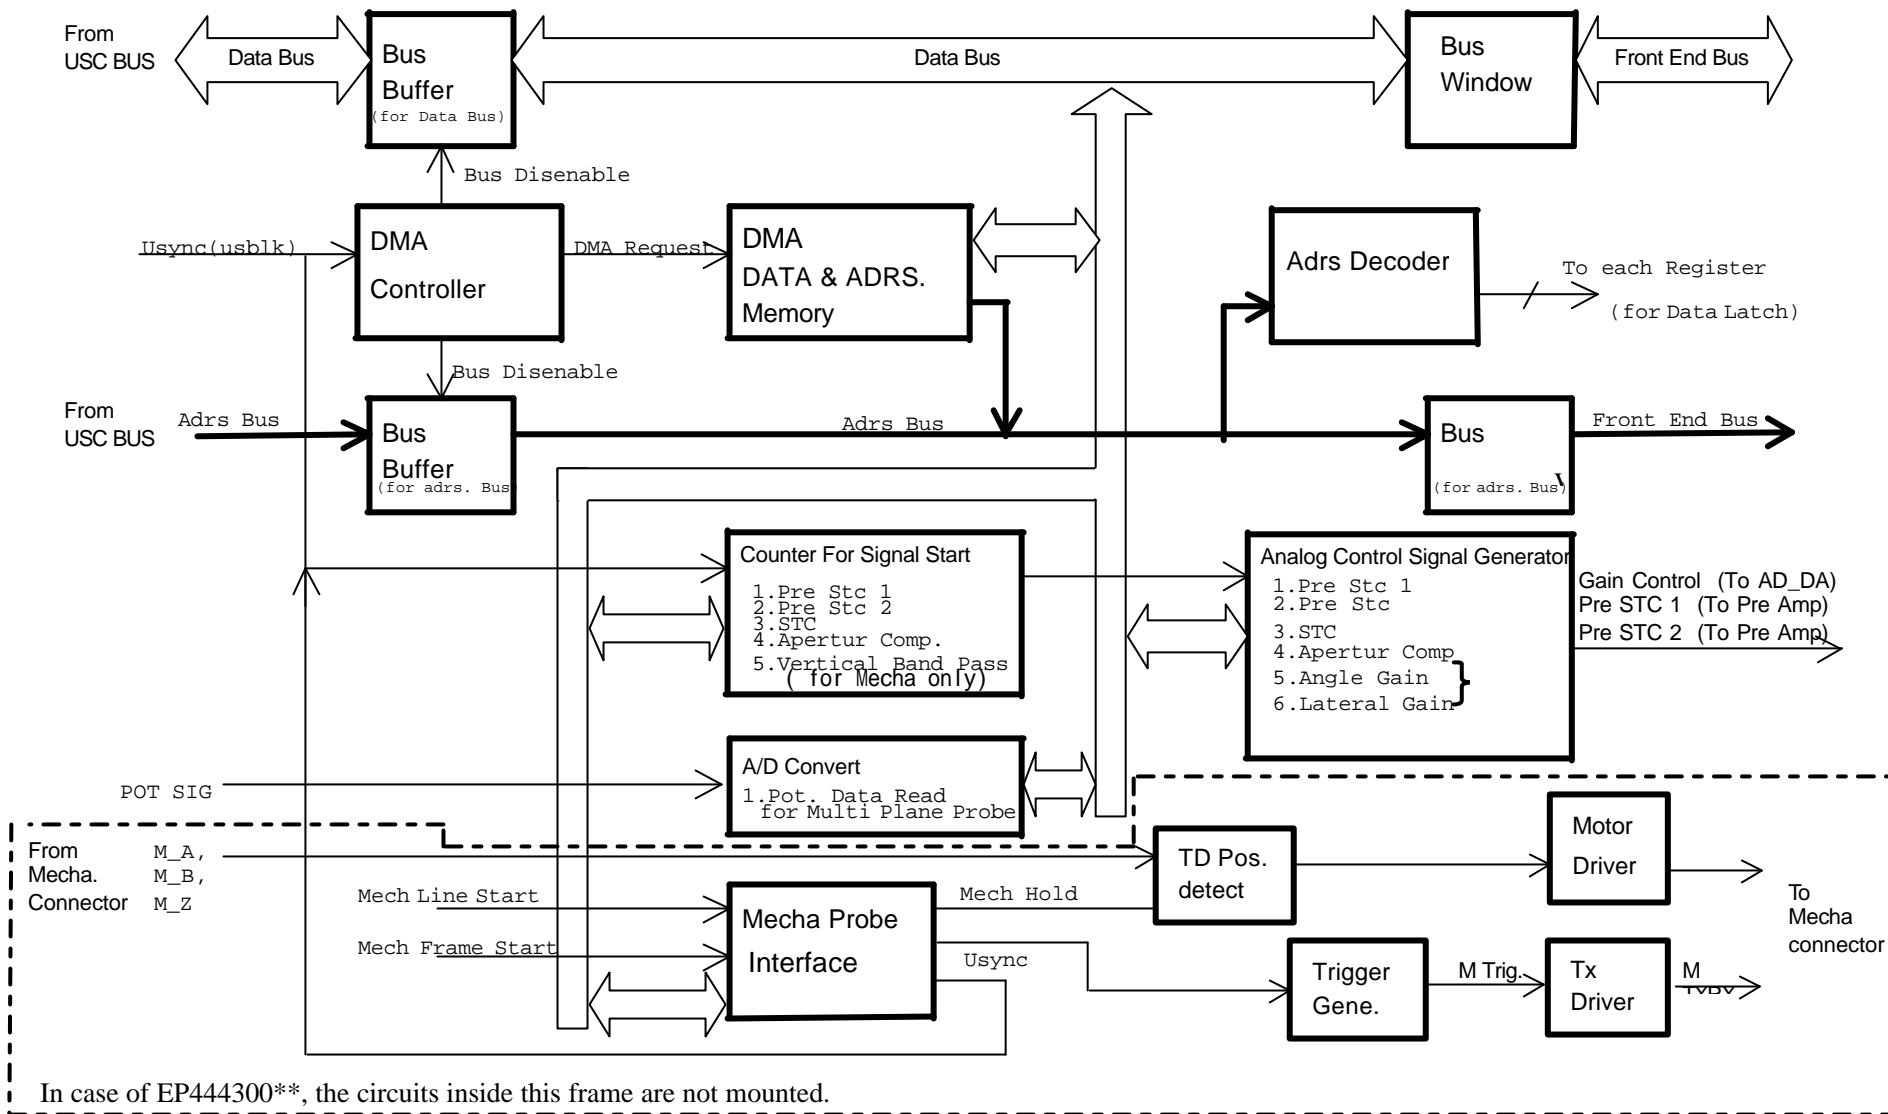 From
USC BUS
Data Bus
Bus
Buffer
(for Data Bus)
Data Bus
Bus
Window
Front End Bus
Bus Disenable
Usync(usblk)
DMA
Controller
DMA Request
DMA
DATA & ADRS.
Memory
Adrs Decoder
To each Register
(for Data Latch)
Bus Disenable
From
USC BUS
Adrs Bus
Bus
Buffer
(for adrs. Bus)
Adrs Bus
Bus
(for adrs. Bus)
Front End Bus
Counter For Signal Start
1.Pre Stc 1
2.Pre Stc 2
3.STC
4.Apertur Comp.
5.Vertical Band Pass
( for Mecha only)
Analog Control Signal Generator
1.Pre Stc 1
2.Pre Stc
3.STC
4.Apertur Comp
5.Angle Gain
6.Lateral Gain
}
Gain Control (To AD_DA)
Pre STC 1 (To Pre Amp)
Pre STC 2 (To Pre Amp)
POT SIG
A/D Convert
1.Pot. Data Read
for Multi Plane Probe
From
Mecha.
Connector
M_A,
M_B,
M_Z
TD Pos.
detect
Motor
Driver
To
Mecha
connector
Mech Line Start
Mech Frame Start
Mecha Probe
Interface
Mech Hold
Usync
Trigger
Gene.
M Trig.
Tx
Driver
M
In case of EP444300**, the circuits inside this frame are not mounted.